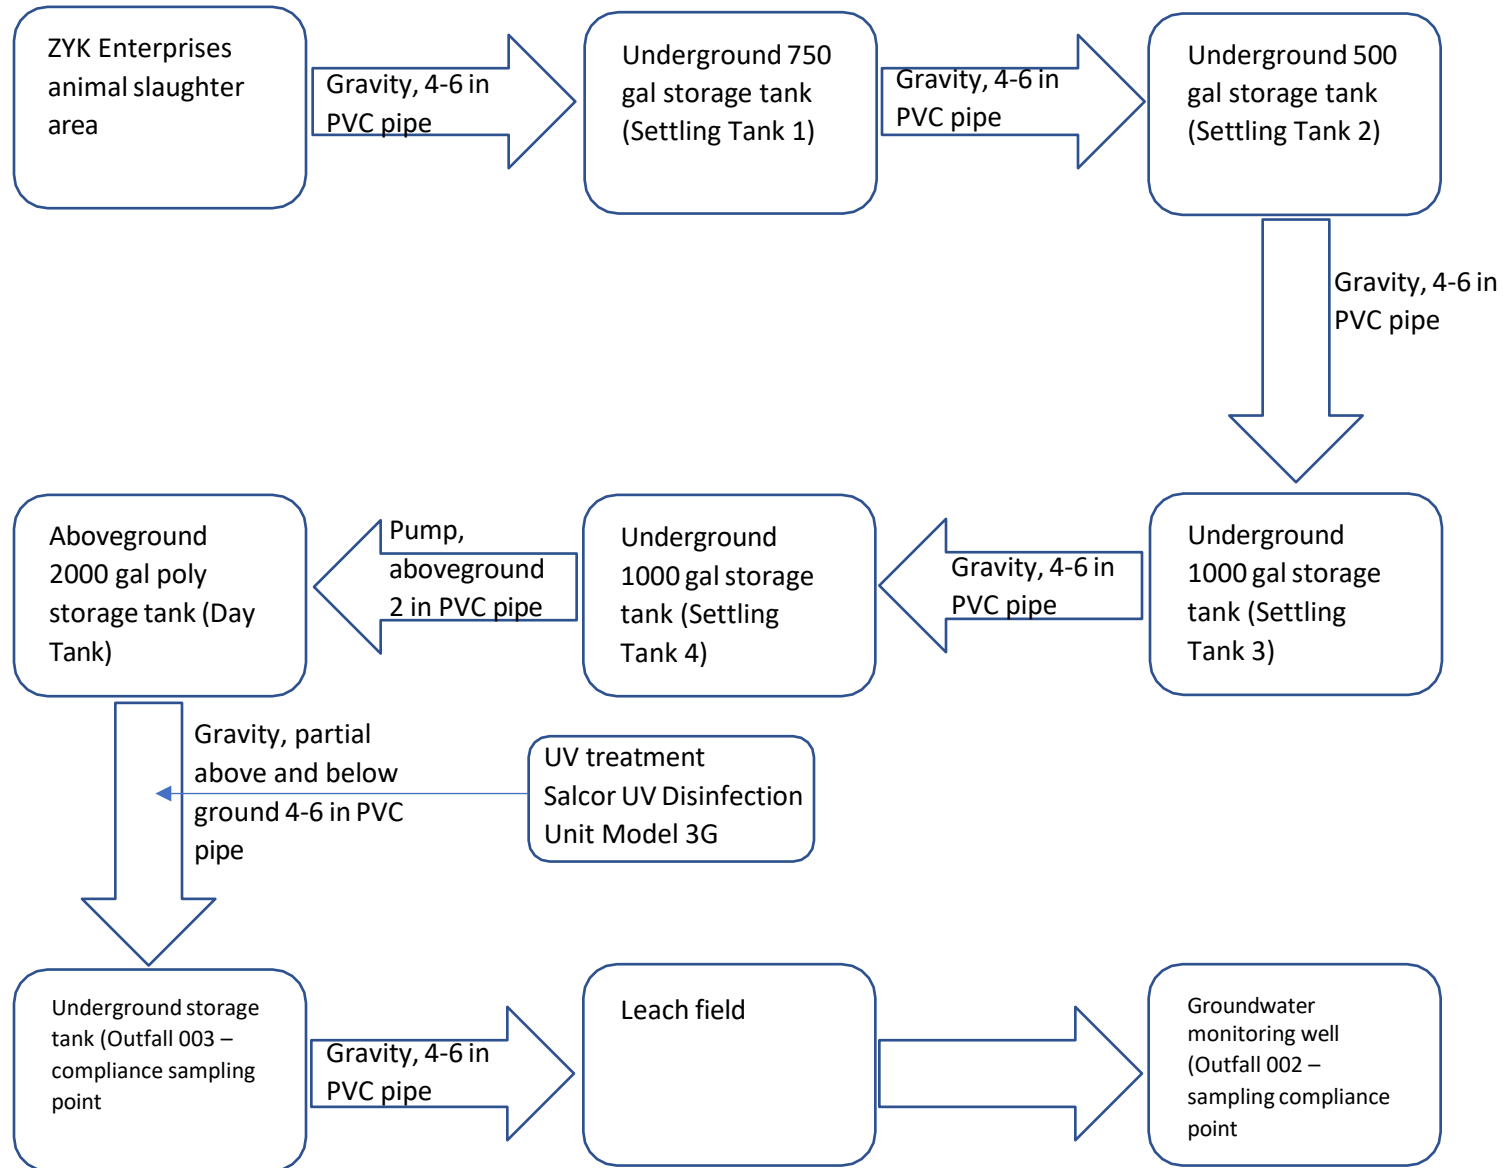 ZYK Enterprises
animal slaughter
area
Gravity, 4-6 in
PVC pipe
Underground 750
gal storage tank
(Settling Tank 1)
Gravity, 4-6 in
PVC pipe
Underground 500
gal storage tank
(Settling Tank 2)
Gravity, 4-6 in
PVC pipe
Underground
1000 gal storage
tank (Settling
Tank 3)
Gravity, 4-6 in
PVC pipe
Underground
1000 gal storage
tank (Settling
Tank 4)
Pump,
aboveground
2 in PVC pipe
Aboveground
2000 gal poly
storage tank (Day
Tank)
Gravity, partial
above and below
ground 4-6 in PVC
pipe
UV treatment
Salcor UV Disinfection
Unit Model 3G
Underground storage
tank (Outfall 003 –
compliance sampling
point
Gravity, 4-6 in
PVC pipe
Leach field
Groundwater
monitoring well
(Outfall 002 –
sampling compliance
point